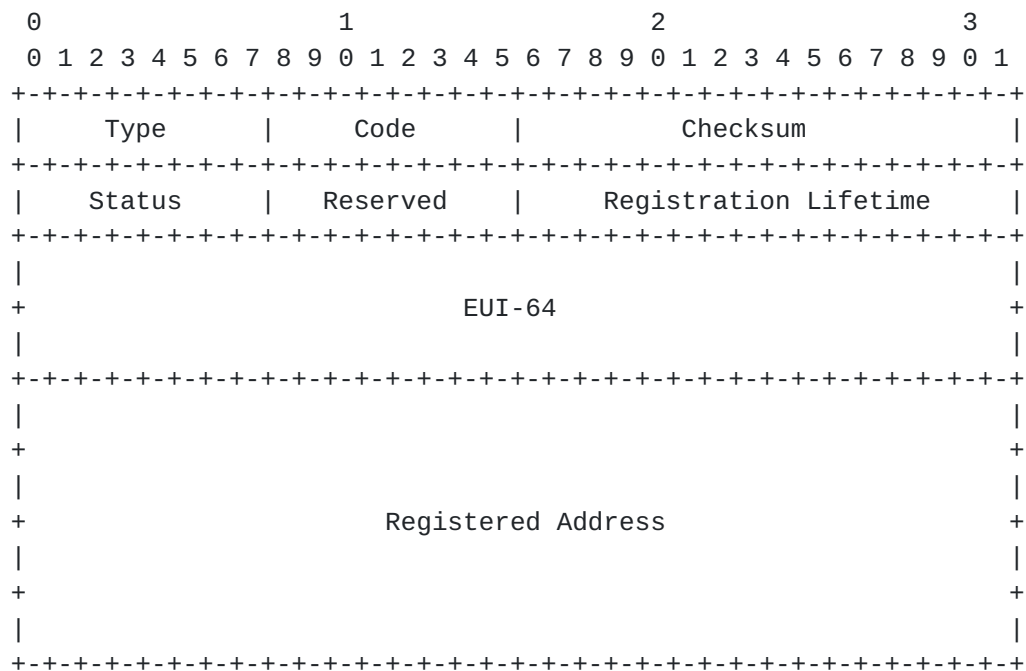 0                   1                   2                   3
 0 1 2 3 4 5 6 7 8 9 0 1 2 3 4 5 6 7 8 9 0 1 2 3 4 5 6 7 8 9 0 1
+-+-+-+-+-+-+-+-+-+-+-+-+-+-+-+-+-+-+-+-+-+-+-+-+-+-+-+-+-+-+-+-+
|     Type      |     Code      |          Checksum             |
+-+-+-+-+-+-+-+-+-+-+-+-+-+-+-+-+-+-+-+-+-+-+-+-+-+-+-+-+-+-+-+-+
|    Status     |   Reserved    |     Registration Lifetime     |
+-+-+-+-+-+-+-+-+-+-+-+-+-+-+-+-+-+-+-+-+-+-+-+-+-+-+-+-+-+-+-+-+
|                                                               |
+                            EUI-64                             +
|                                                               |
+-+-+-+-+-+-+-+-+-+-+-+-+-+-+-+-+-+-+-+-+-+-+-+-+-+-+-+-+-+-+-+-+
|                                                               |
+                                                               +
|                                                               |
+                       Registered Address                      +
|                                                               |
+                                                               +
|                                                               |
+-+-+-+-+-+-+-+-+-+-+-+-+-+-+-+-+-+-+-+-+-+-+-+-+-+-+-+-+-+-+-+-+